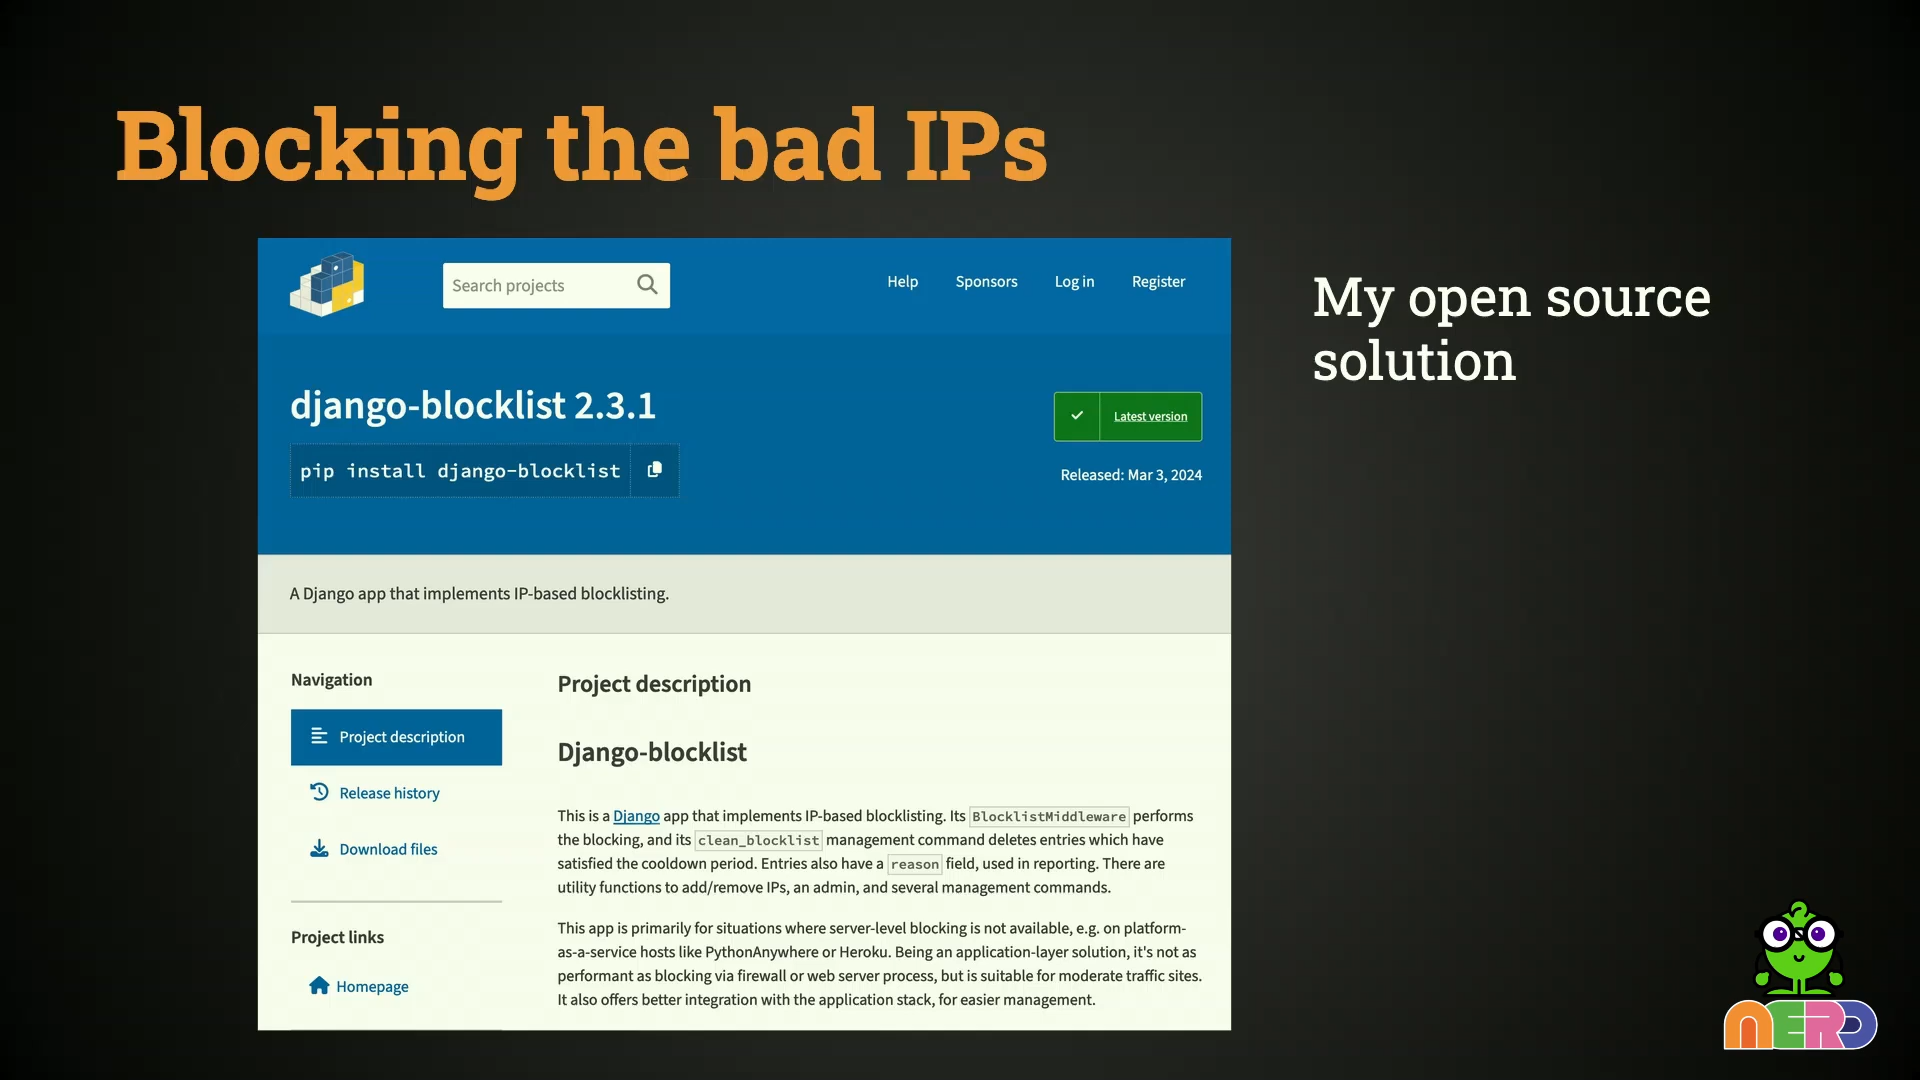 Blocking the bad IPs
Search projects
Help
Sponsors
Log in
Register
django-blocklist 2.3.1
pip install django-blocklist
Latest version
Released: Mar 3, 2024
A Django app that implements IP-based blocklisting.
Navigation
Project description
Release history
Download files
Project links
Homepage
Project description
Django-blocklist
This is a Django app that implements IP-based blocklisting. Its BlocklistMiddleware performs
the blocking, and its clean_blocklist management command deletes entries which have
satisfied the cooldown period. Entries also have a reason field, used in reporting. There are
utility functions to add/remove IPs, an admin, and several management commands.
This app is primarily for situations where server-level blocking is not available, e.g. on platform-
as-a-service hosts like PythonAnywhere or Heroku. Being an application-layer solution, it's not as
performant as blocking via firewall or web server process, but is suitable for moderate traffic sites.
It also offers better integration with the application stack, for easier management.
My open source
solution
NERD